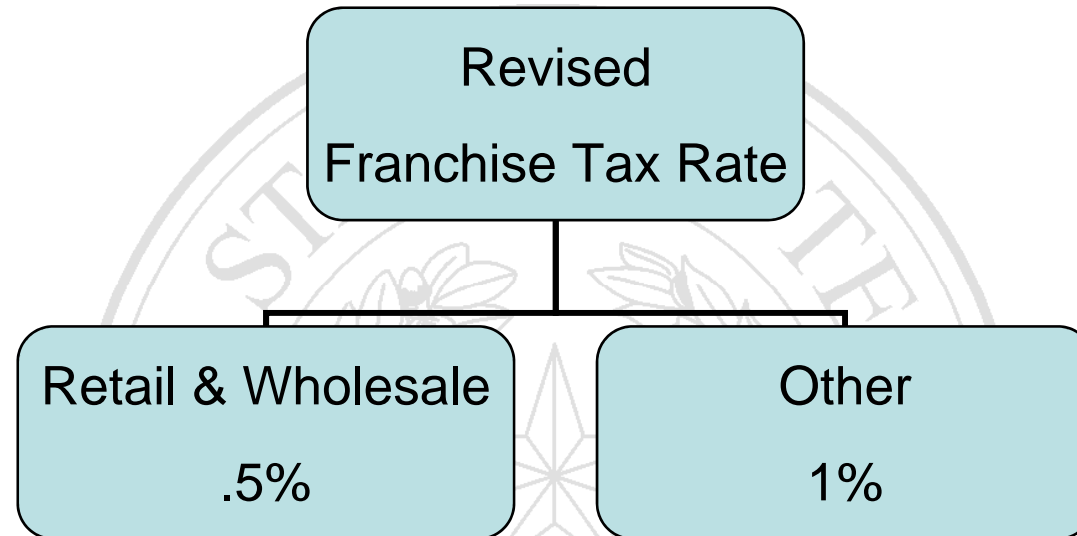 Revised
Franchise Tax Rate
Retail & Wholesale
.5%
Other
1%